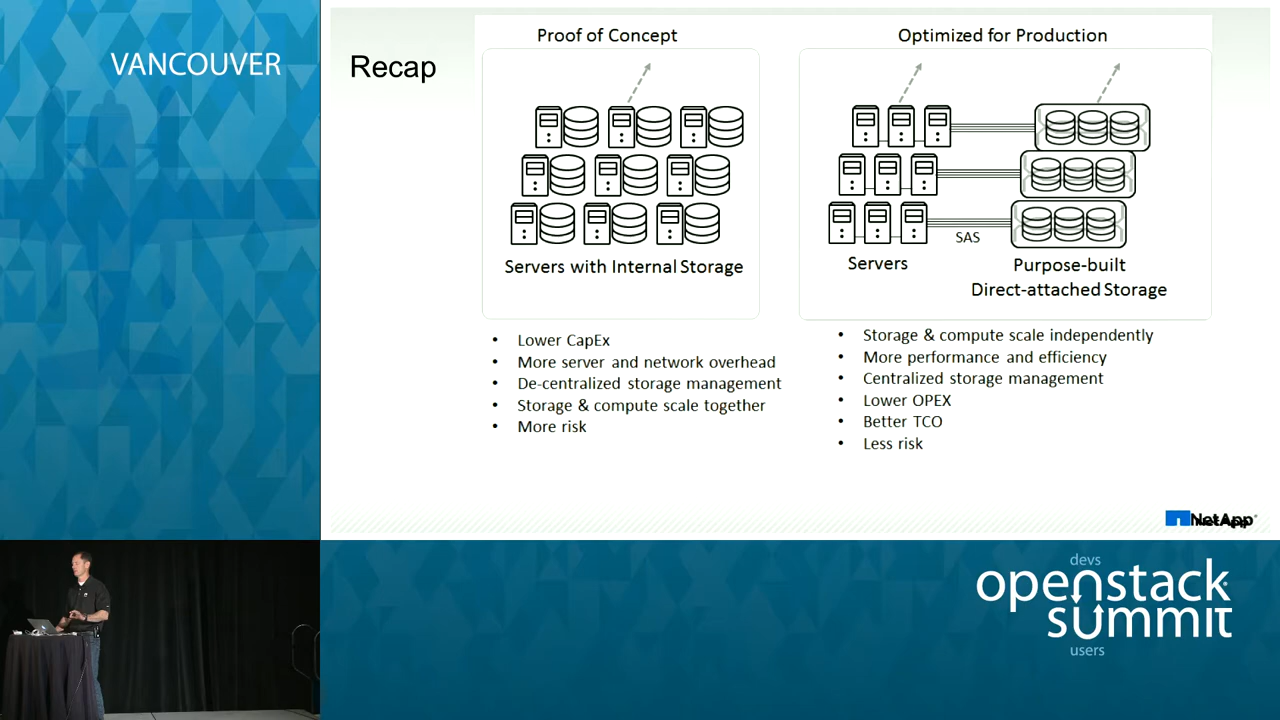 VANCOUVER
Recap
Proof of Concept
Servers with Internal Storage
• Lower CapEx
• More server and network overhead
• De-centralized storage management
• Storage & compute scale together
• More risk
Optimized for Production
SAS
Servers
Purpose-built
Direct-attached Storage
• Storage & compute scale independently
• More performance and efficiency
• Centralized storage management
• Lower OPEX
• Better TCO
• Less risk
NetApp
devs
openstack
summit
users